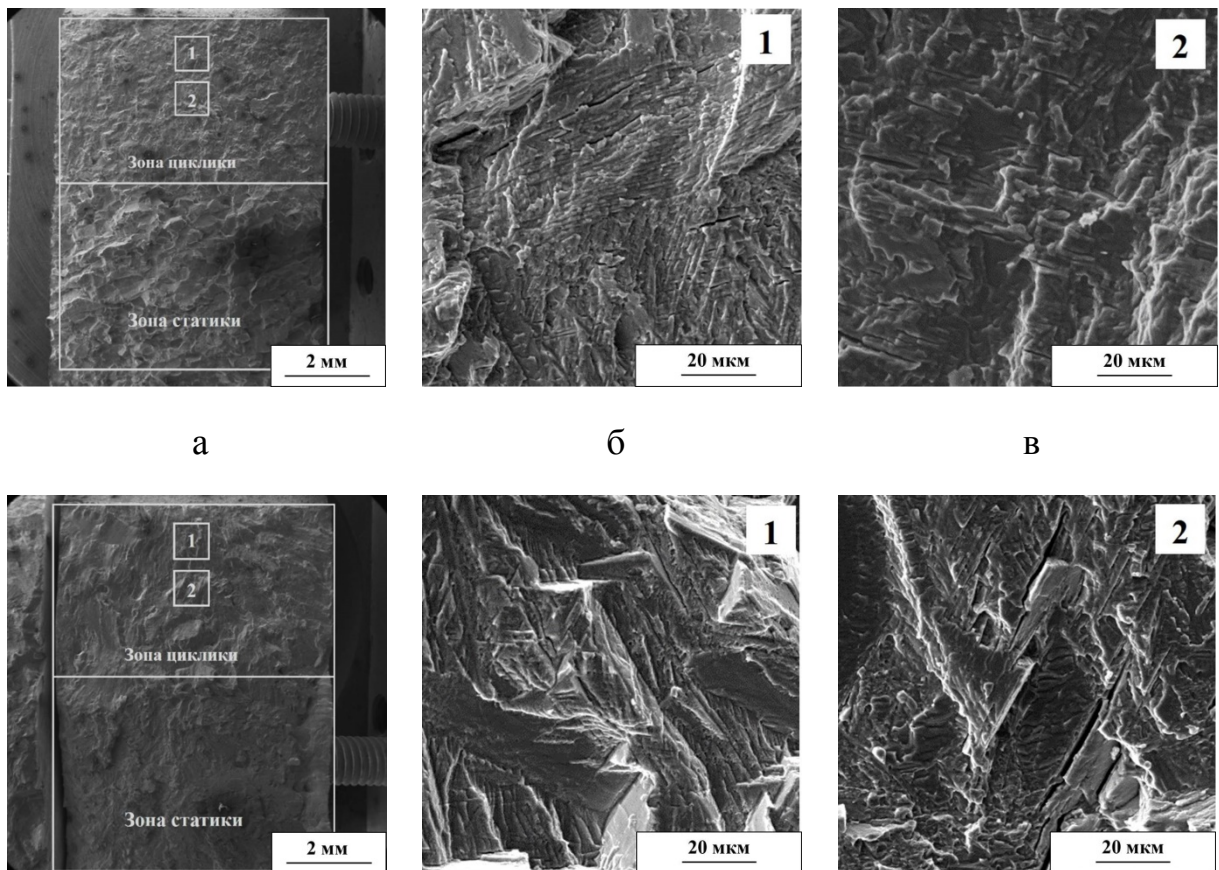 1
2
Зона циклики
Зона статики
2 мм
1
20 мкм
2
20 мкм
а
б
в
1
2
Зона циклики
Зона статики
2 мм
1
20 мкм
2
20 мкм